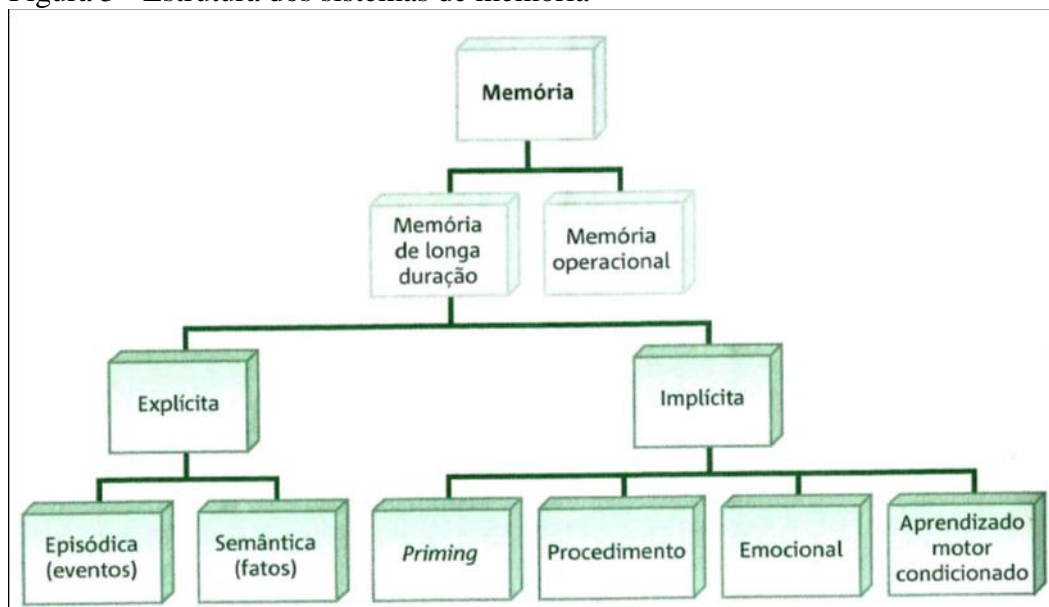 Memória
Memória
de longa
duração
Memória
operacional
Explícita
Implícita
Episódica
(eventos)
Semântica
(fatos)
Priming
Procedimento
Emocional
Aprendizado
motor
condicionado